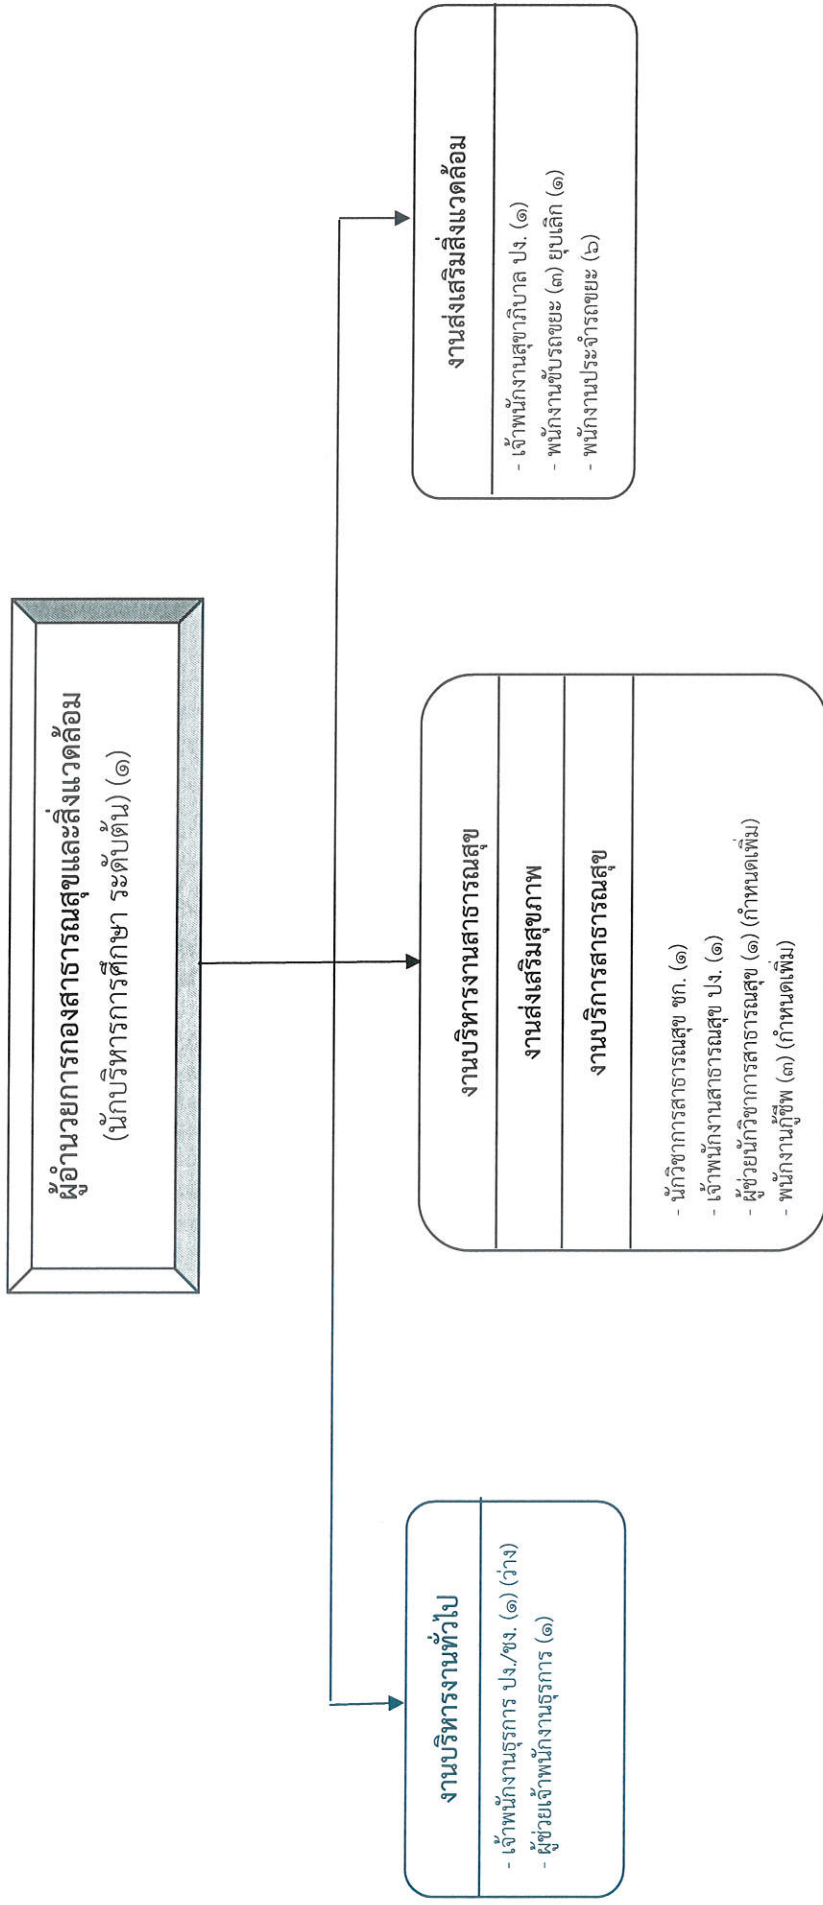 ผู้อำนวยการกองสาธารณสุขและสิ่งแวดล้อม
(นักบริหารการศึกษา ระดับต้น) (๑)
งานบริหารงานทั่วไป
- เจ้าพนักงานธุรการ ปง./ชง. (๑) (ว่าง)
- ผู้ช่วยเจ้าพนักงานธุรการ (๑)
งานบริหารงานสาธารณสุข
งานส่งเสริมสุขภาพ
งานบริการสาธารณสุข
- นักวิชาการสาธารณสุข ชก. (๑)
- เจ้าพนักงานสาธารณสุข ปง. (๑)
- ผู้ช่วยนักวิชาการสาธารณสุข (๑) (กำหนดเพิ่ม)
- พนักงานกู้ชีพ (๓) (กำหนดเพิ่ม)
งานส่งเสริมสิ่งแวดล้อม
- เจ้าพนักงานสุขาภิบาล ปง. (๑)
- พนักงานขับรถขยะ (๓) ยุบเลิก (๑)
- พนักงานประจำรถขยะ (๖)